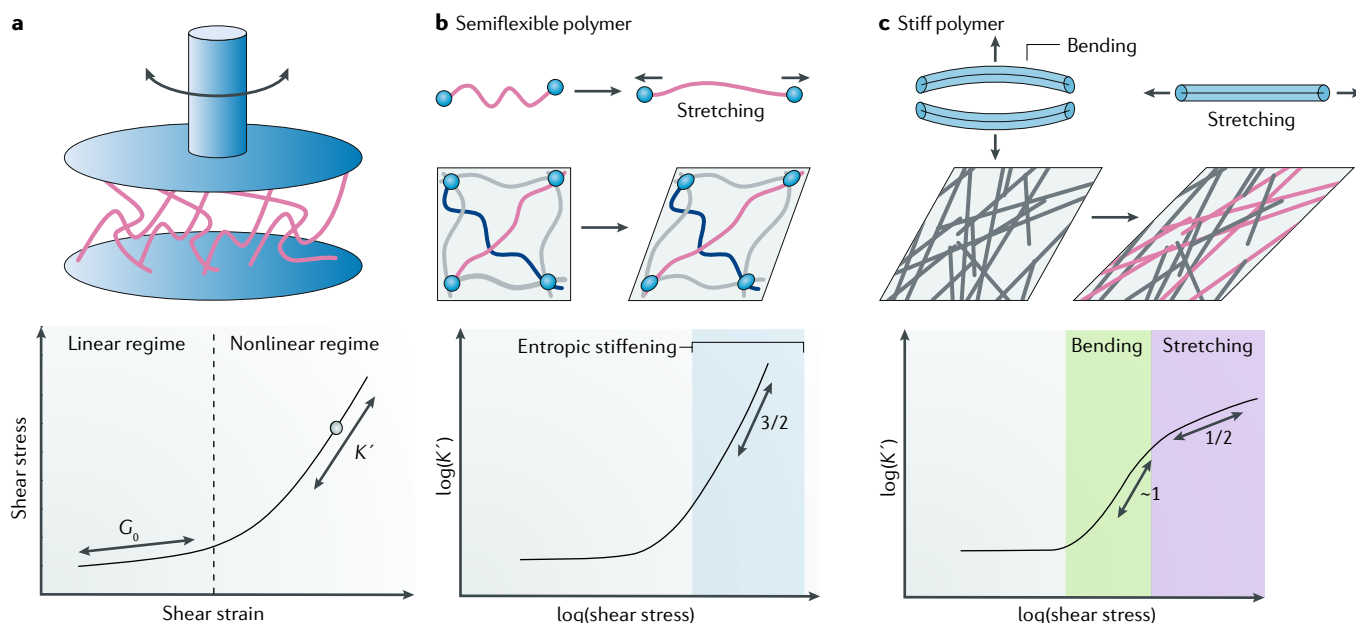 a
Linear regime
Nonlinear regime
Shear stress
G0
K′
Shear strain
b Semiflexible polymer
Stretching
Entropic stiffening
3/2
log(K′)
log(shear stress)
c Stiff polymer
Bending
Stretching
Bending
Stretching
1/2
~1
log(K′)
log(shear stress)